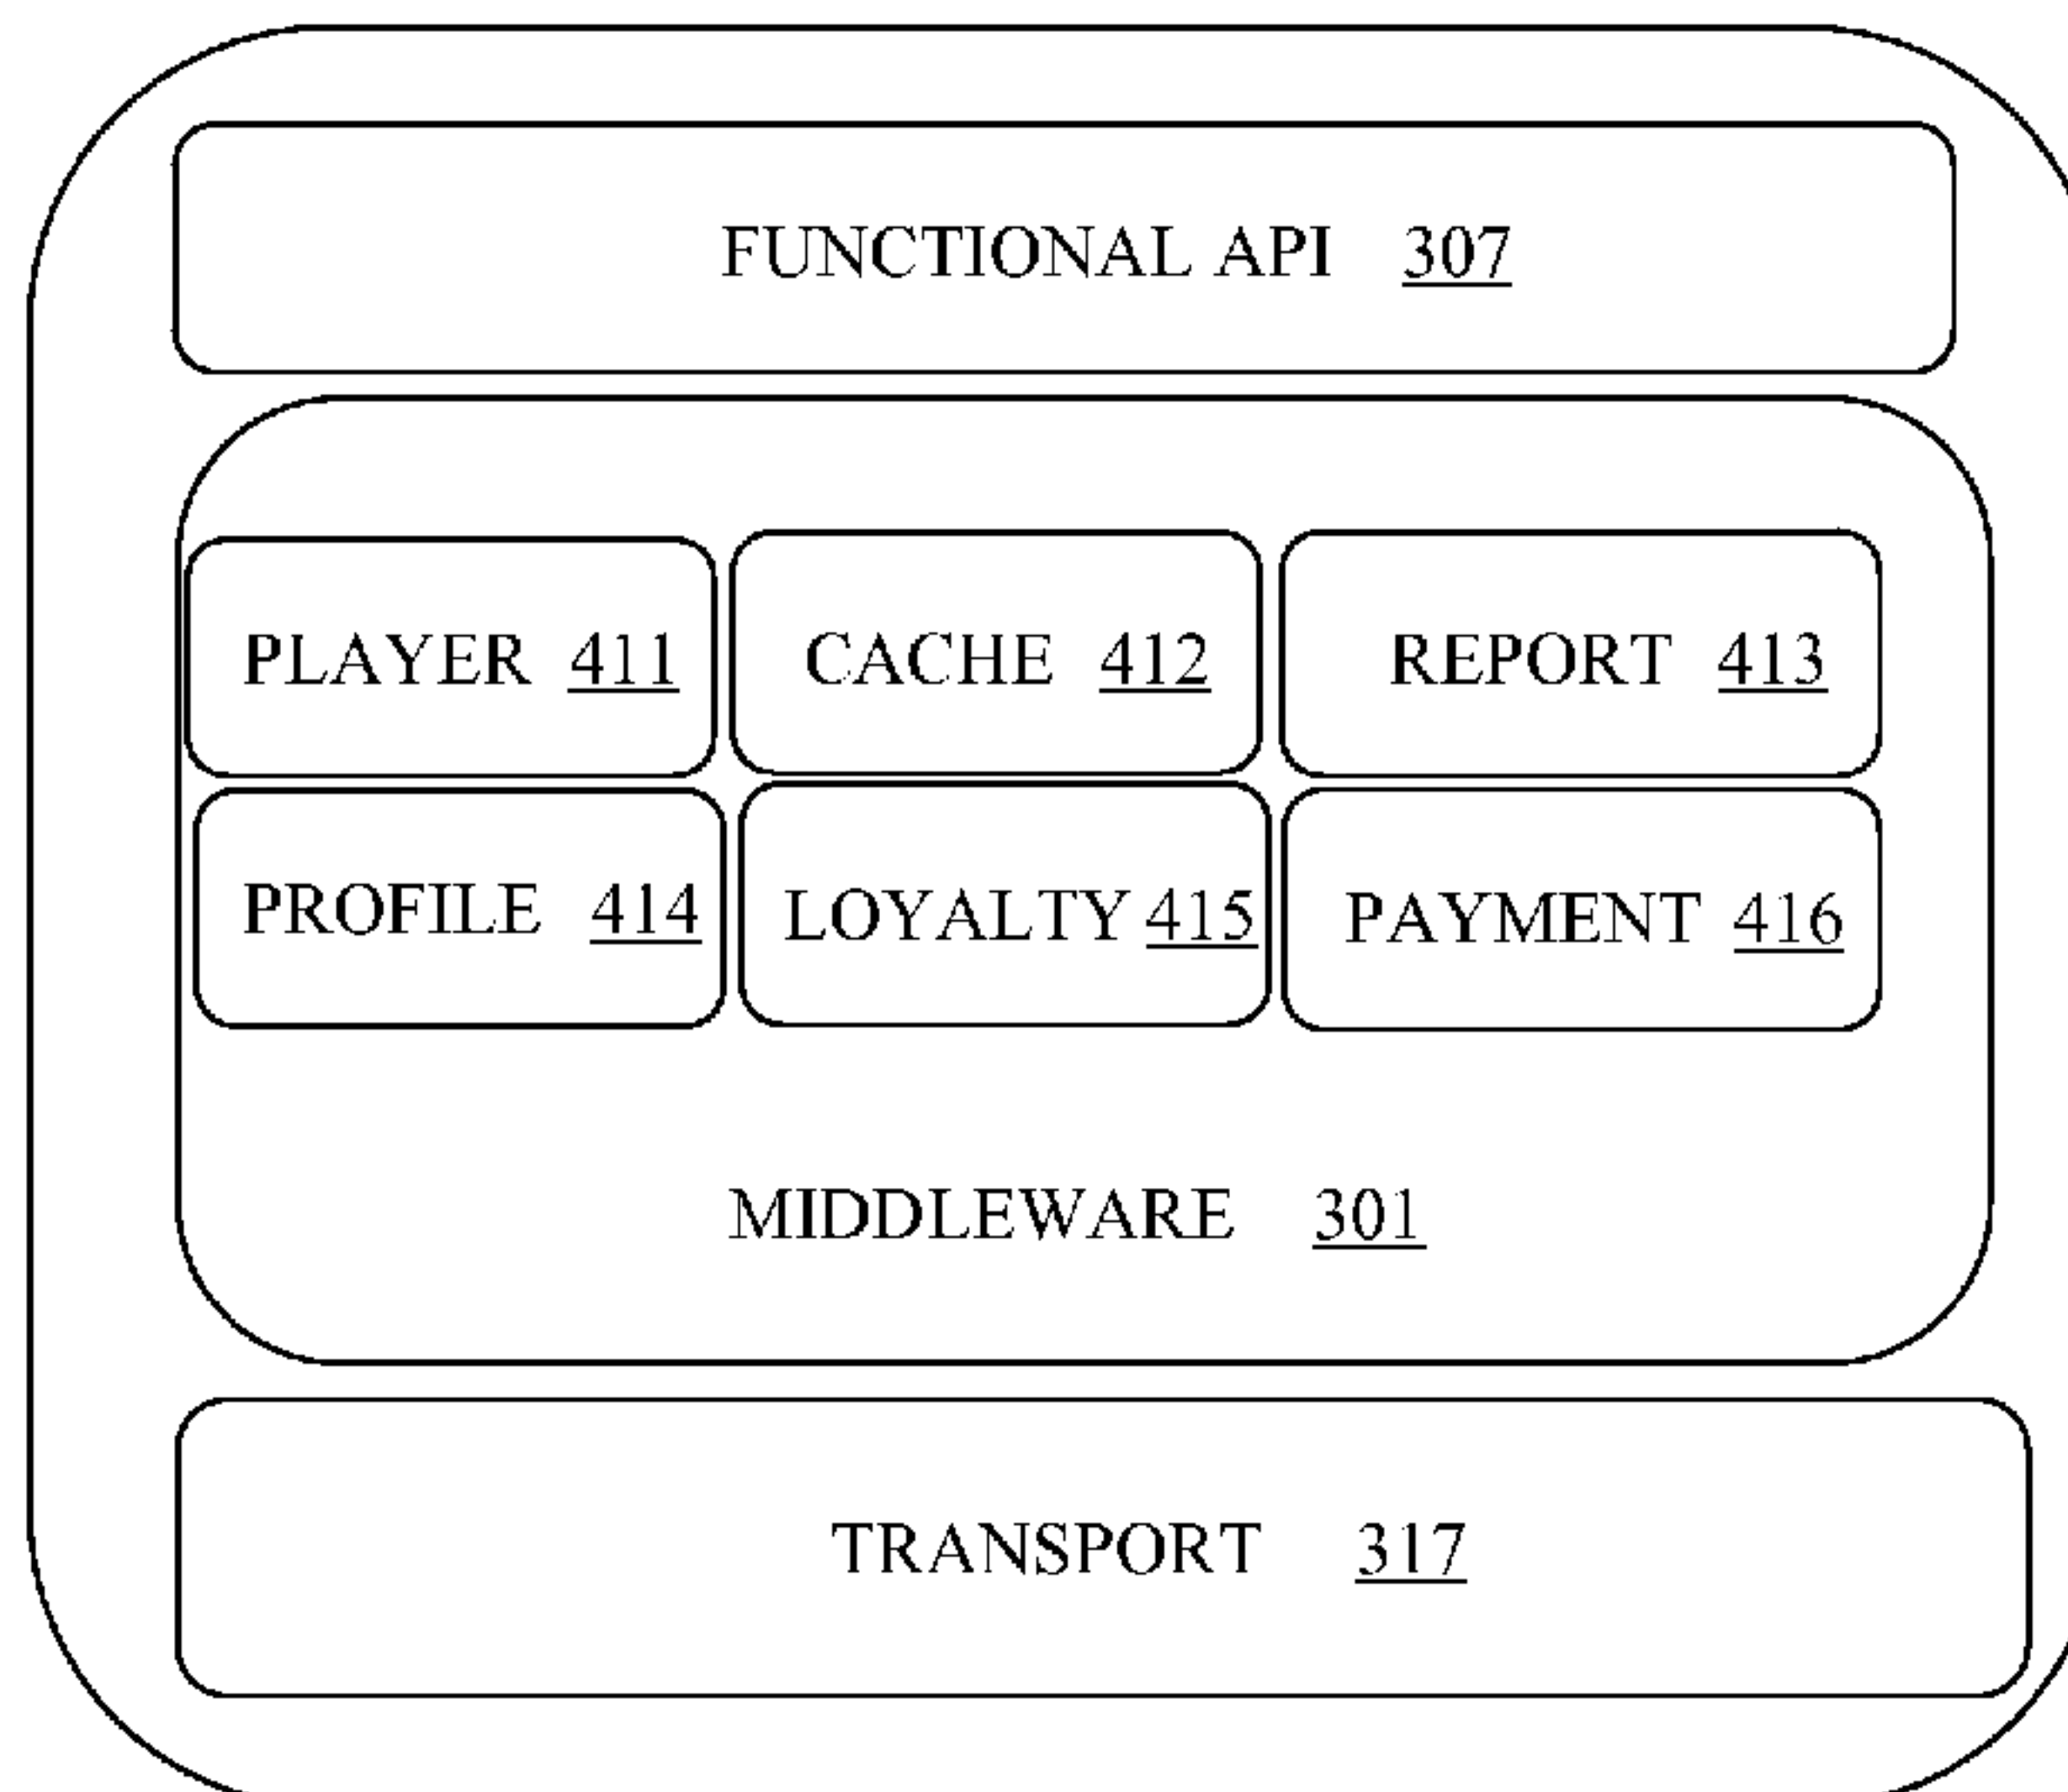 FUNCTIONAL API 307
PLAYER 411 CACHE 412 REPORT 413
PROFILE 414 LOYALTY 415 PAYMENT 416
MIDDLEWARE 301
TRANSPORT 317